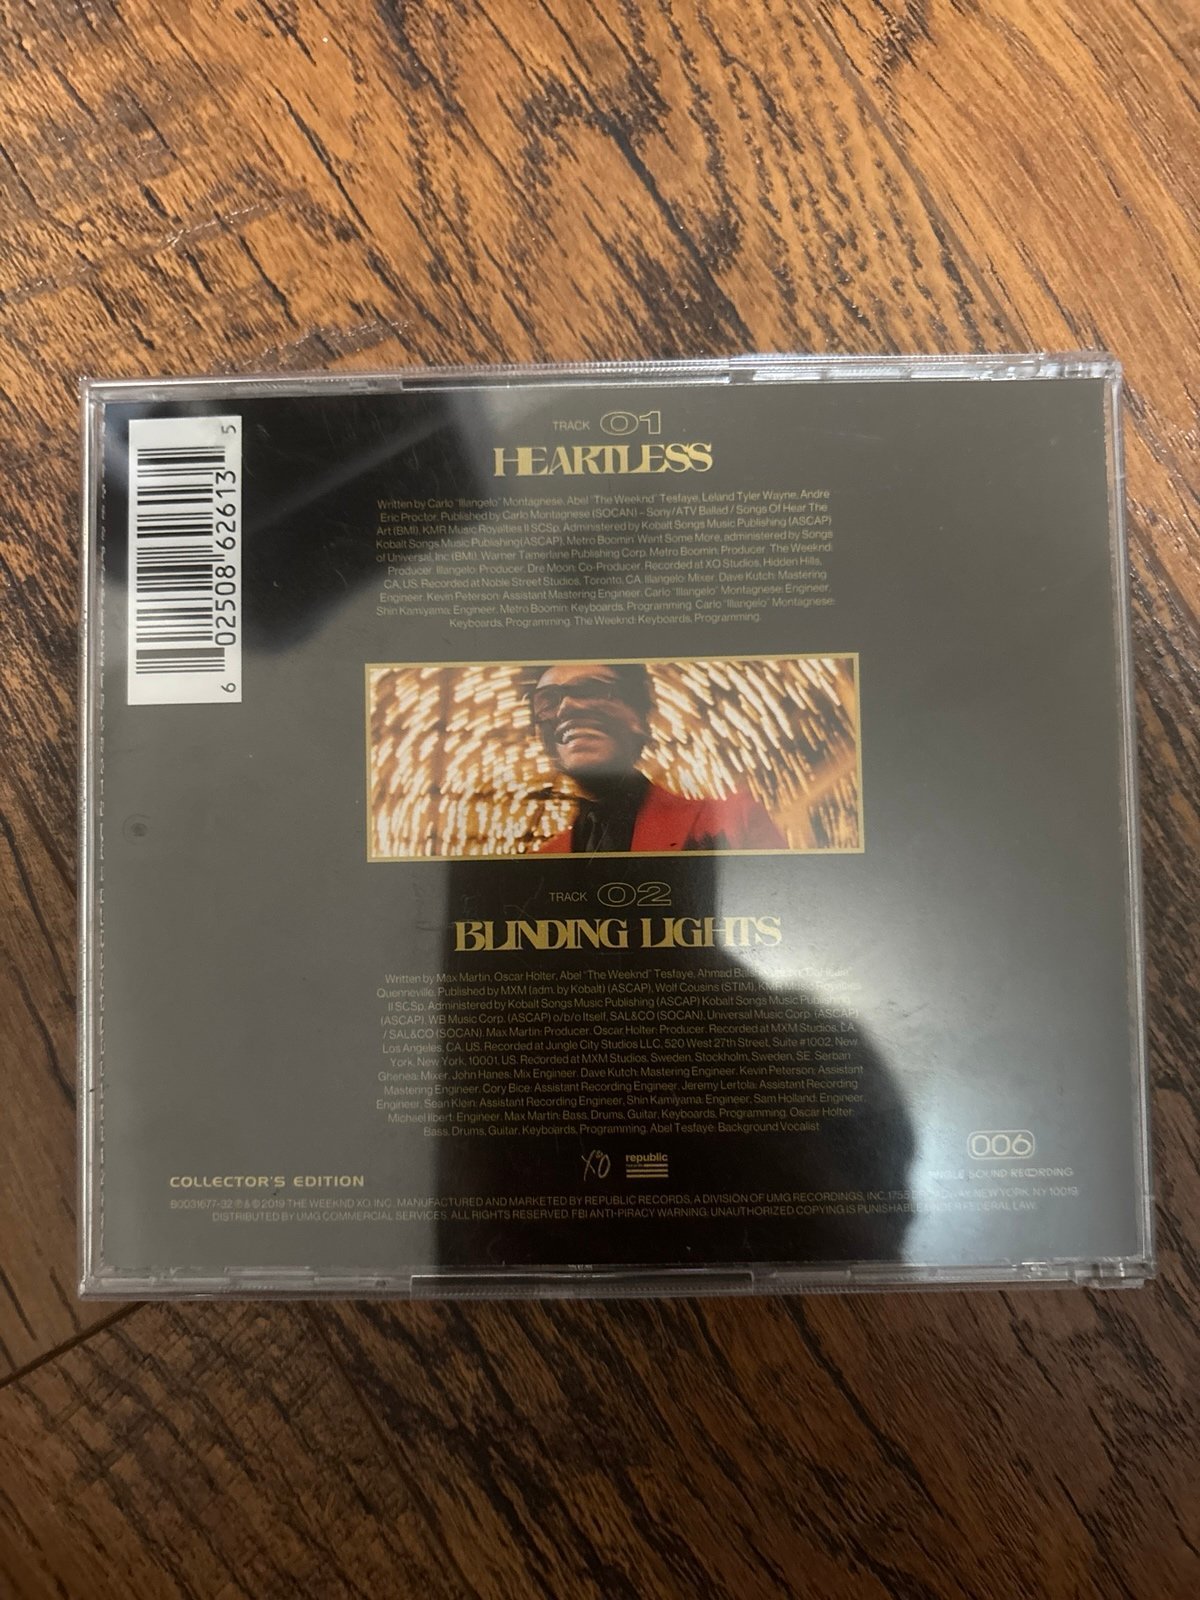 TRACK 01
HEARTLESS
Written by Carlo "Illangelo" Montagnese, Abel "The Weeknd" Tesfaye, Leland Tyler Wayne, Andre
Eric Proctor. Published by Carlo Montagnese (SOCAN) – Sony/ATV Ballad / Songs Of Hear The
Art (BMI), KMR Music Royalties II SCSp, Administered by Kobalt Songs Music Publishing (ASCAP)
Kobalt Songs Music Publishing(ASCAP), Metro Boomin Want Some More, administered by Songs
of Universal, Inc (BMI), Warner Tamerlane Publishing Corp. Metro Boomin: Producer. The Weeknd:
Producer. Illangelo: Producer. Dre Moon: Co-Producer. Recorded at XO Studios, Hidden Hills,
CA, US. Recorded at Noble Street Studios, Toronto, CA. Illangelo: Mixer. Dave Kutch: Mastering
Engineer. Kevin Peterson: Assistant Mastering Engineer. Carlo "Illangelo" Montagnese: Engineer,
Shin Kamiyama: Engineer. Metro Boomin: Keyboards, Programming. Carlo "Illangelo" Montagnese:
Keyboards, Programming. The Weeknd: Keyboards, Programming.
6 02508 62613 5
TRACK 02
BLINDING LIGHTS
Written by Max Martin, Oscar Holter, Abel "The Weeknd" Tesfaye, Ahmad
Quenneville. Published by MXM (adm. by Kobalt) (ASCAP), Wolf Cousins (STIM), KMR Music Royalties
II SCSp, Administered by Kobalt Songs Music Publishing (ASCAP) Kobalt Songs Music Publishing
(ASCAP), WB Music Corp. (ASCAP) o/b/o Itself, SAL&CO (SOCAN), Universal Music Corp. (ASCAP)
/ SAL&CO (SOCAN), Max Martin: Producer. Oscar Holter: Producer. Recorded at MXM Studios, LA,
Los Angeles, CA, US. Recorded at Jungle City Studios LLC, 520 West 27th Street, Suite #1002, New
York, New York, 10001, US. Recorded at MXM Studios, Sweden, Stockholm, Sweden, SE. Serban
Ghenea: Mixer. John Hanes: Mix Engineer. Dave Kutch: Mastering Engineer. Kevin Peterson: Assistant
Mastering Engineer. Cory Bice: Assistant Recording Engineer, Jeremy Lertola: Assistant Recording
Engineer, Sean Klein: Assistant Recording Engineer, Shin Kamiyama: Engineer, Sam Holland: Engineer,
Michael Ilbert: Engineer. Max Martin: Bass, Drums, Guitar, Keyboards, Programming. Oscar Holter:
Bass, Drums, Guitar, Keyboards, Programming. Abel Tesfaye: Background Vocalist
XO republic
006
COLLECTOR'S EDITION
SOUND RECORDING
B0031677-32 ℗ & © 2019 THE WEEKND XO, INC. MANUFACTURED AND MARKETED BY REPUBLIC RECORDS, A DIVISION OF UMG RECORDINGS, INC. 1755 NEW YORK, NY 10019.
DISTRIBUTED BY UMG COMMERCIAL SERVICES. ALL RIGHTS RESERVED. FBI ANTI-PIRACY WARNING: UNAUTHORIZED COPYING IS PUNISHABLE UNDER FEDERAL LAW.